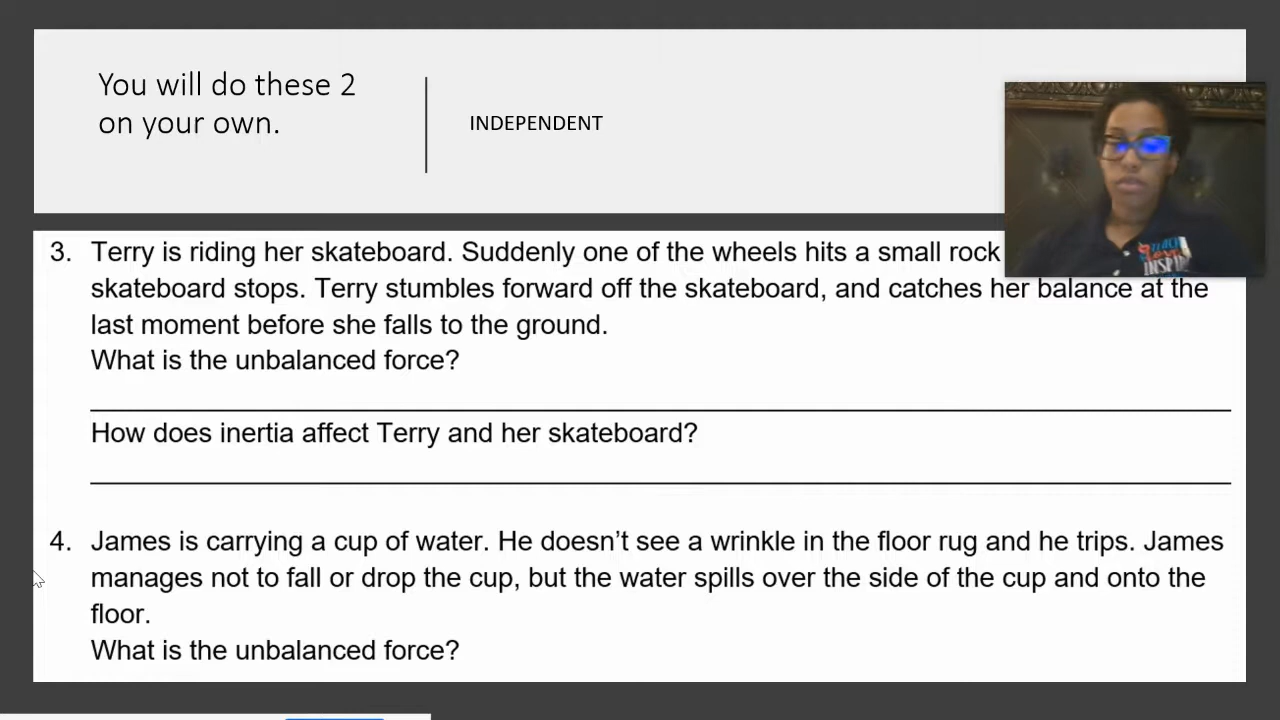 You will do these 2
on your own.
INDEPENDENT
3. Terry is riding her skateboard. Suddenly one of the wheels hits a small rock
skateboard stops. Terry stumbles forward off the skateboard, and catches her balance at the
last moment before she falls to the ground.
What is the unbalanced force?
How does inertia affect Terry and her skateboard?
4. James is carrying a cup of water. He doesn’t see a wrinkle in the floor rug and he trips. James
manages not to fall or drop the cup, but the water spills over the side of the cup and onto the
floor.
What is the unbalanced force?